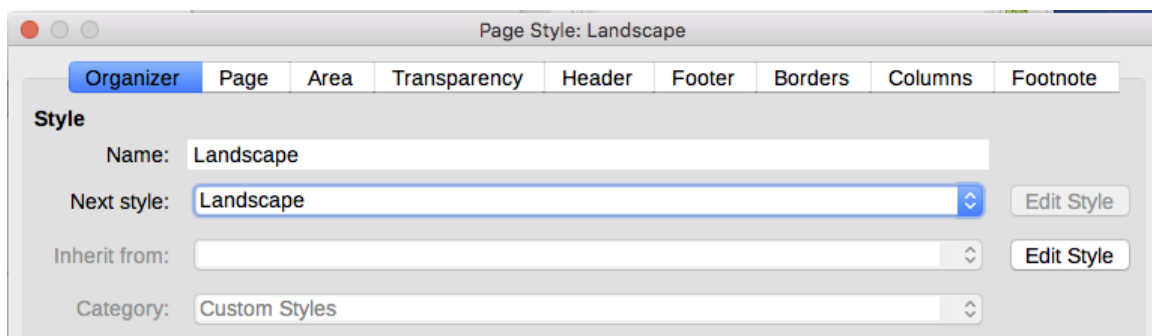 Page Style: Landscape
Organizer Page Area Transparency Header Footer Borders Columns Footnote
Style
Name: Landscape
Next style: Landscape Edit Style
Inherit from: Edit Style
Category: Custom Styles